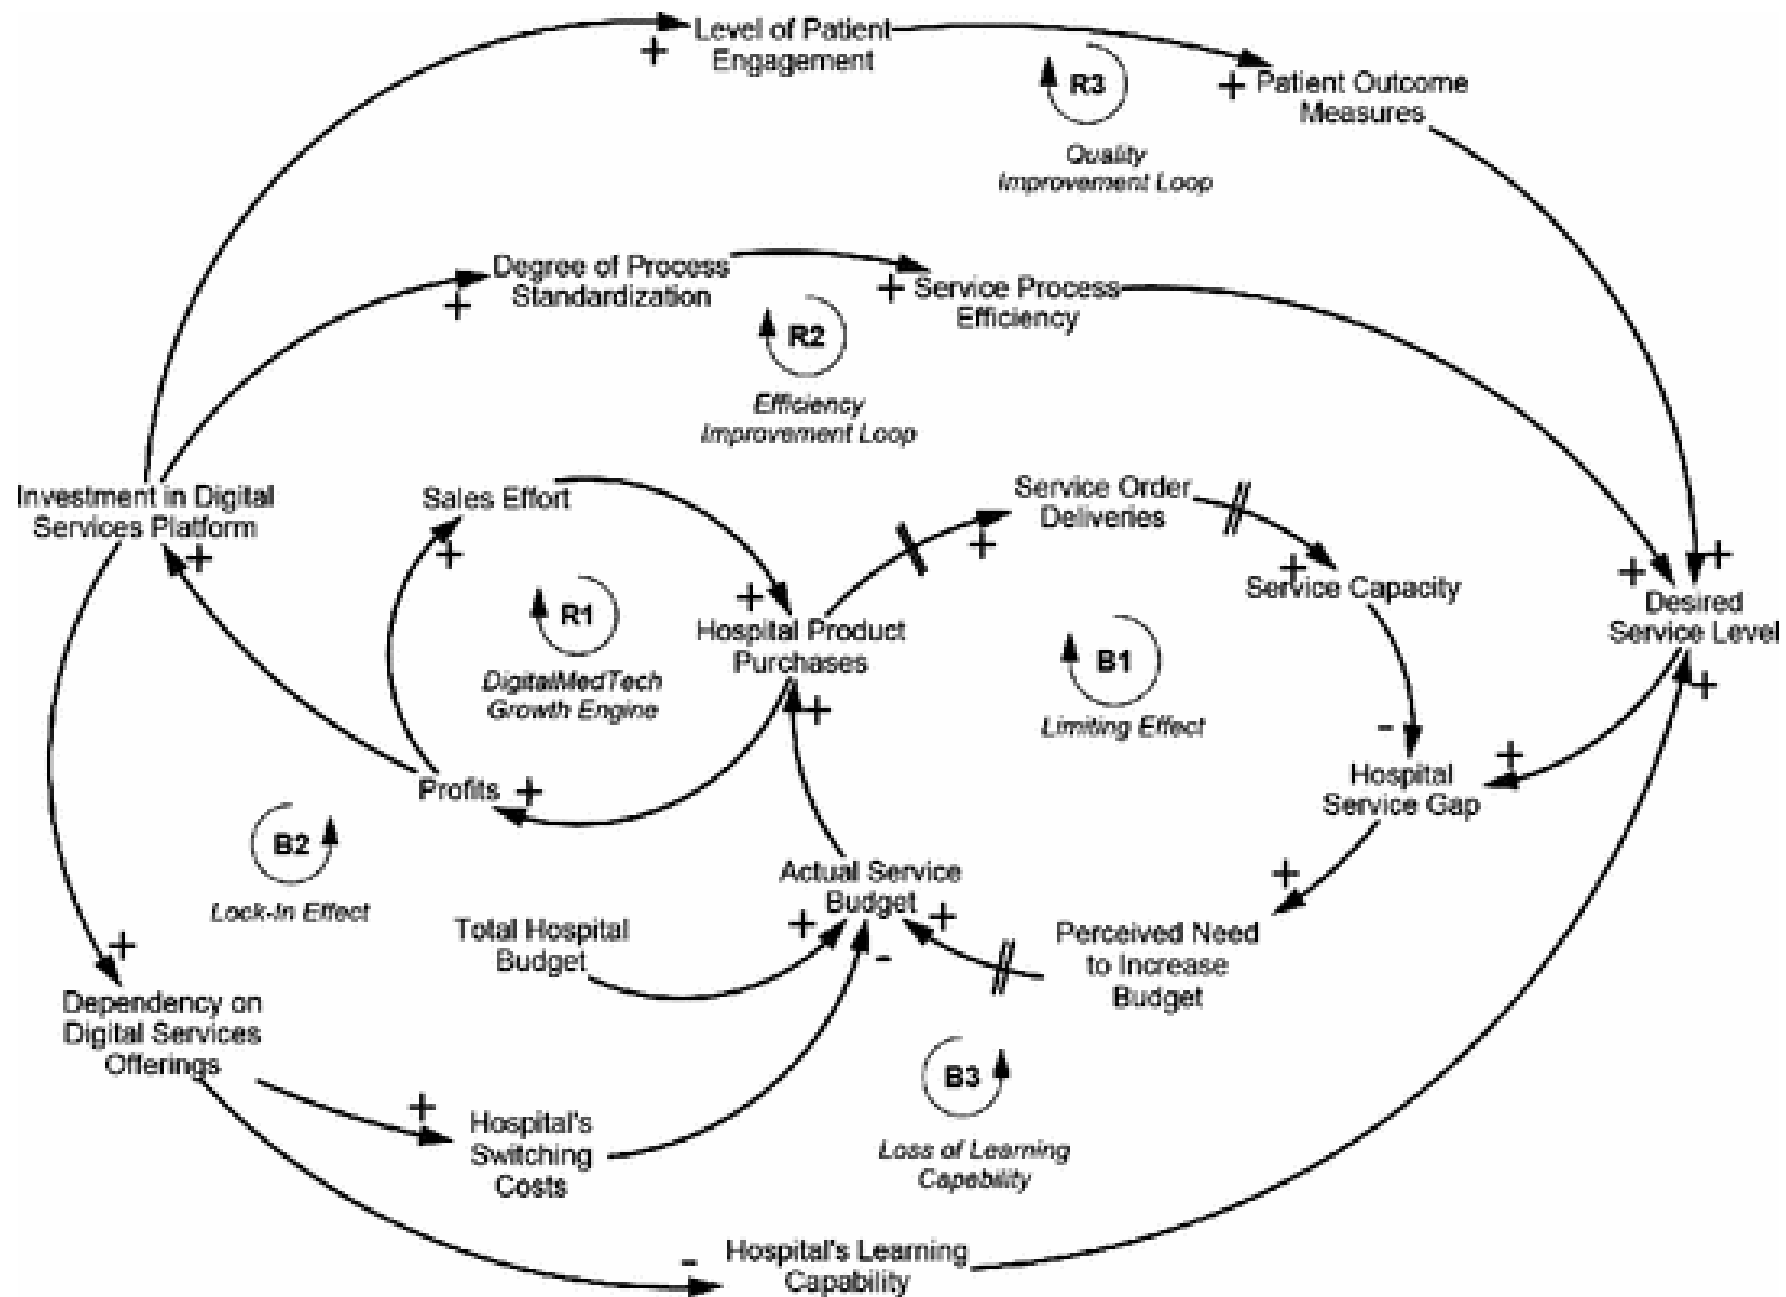 Level of Patient
Engagement
+
R3
Quality
Improvement Loop
+
Patient Outcome
Measures
Degree of Process
Standardization
+
+
Service Process
Efficiency
R2
Efficiency
Improvement Loop
Investment in Digital
Services Platform
+
Sales Effort
+
R1
DigitalMedTech
Growth Engine
+
Hospital Product
Purchases
+
Service Order
Deliveries
+
+
Service Capacity
B1
Limiting Effect
+
+
Desired
Service Level
+
-
Hospital
Service Gap
+
Profits
+
B2
Lock-In Effect
Actual Service
Budget
+
+
-
Total Hospital
Budget
+
Perceived Need
to Increase
Budget
+
Dependency on
Digital Services
Offerings
B3
Loss of Learning
Capability
+
Hospital's
Switching
Costs
-
Hospital's Learning
Capability